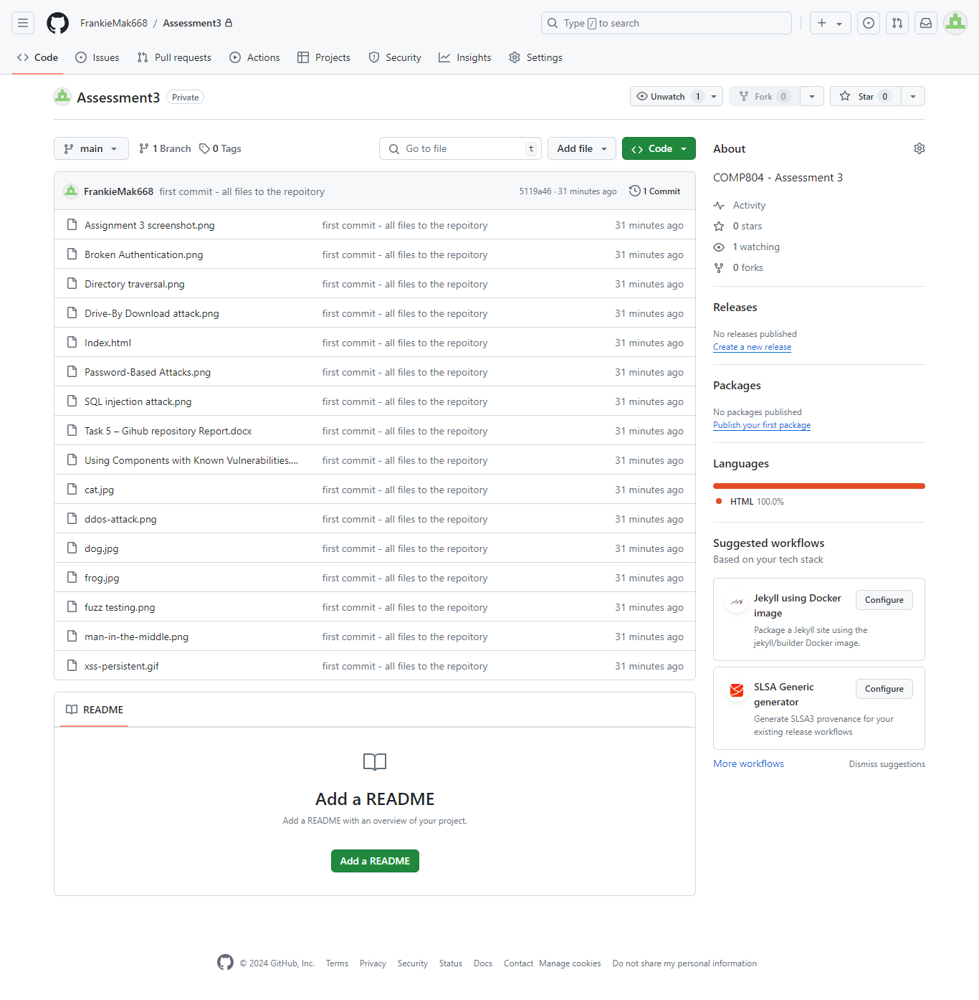 FrankieMak668 / Assessment3
Type / to search
Code Issues Pull requests Actions Projects Security Insights Settings
Assessment3 Private
Unwatch 1 Fork 0 Star 0
main 1 Branch 0 Tags Go to file t Add file Code
FrankieMak668 first commit - all files to the repoitory 5119a46 · 31 minutes ago 1 Commit
Assignment 3 screenshot.png first commit - all files to the repoitory 31 minutes ago
Broken Authentication.png first commit - all files to the repoitory 31 minutes ago
Directory traversal.png first commit - all files to the repoitory 31 minutes ago
Drive-By Download attack.png first commit - all files to the repoitory 31 minutes ago
Index.html first commit - all files to the repoitory 31 minutes ago
Password-Based Attacks.png first commit - all files to the repoitory 31 minutes ago
SQL injection attack.png first commit - all files to the repoitory 31 minutes ago
Task 5 – Gihub repository Report.docx first commit - all files to the repoitory 31 minutes ago
Using Components with Known Vulnerabilities.... first commit - all files to the repoitory 31 minutes ago
cat.jpg first commit - all files to the repoitory 31 minutes ago
ddos-attack.png first commit - all files to the repoitory 31 minutes ago
dog.jpg first commit - all files to the repoitory 31 minutes ago
frog.jpg first commit - all files to the repoitory 31 minutes ago
fuzz testing.png first commit - all files to the repoitory 31 minutes ago
man-in-the-middle.png first commit - all files to the repoitory 31 minutes ago
xss-persistent.gif first commit - all files to the repoitory 31 minutes ago
README
Add a README
Add a README with an overview of your project.
Add a README
About
COMP804 - Assessment 3
Activity
0 stars
1 watching
0 forks
Releases
No releases published
Create a new release
Packages
No packages published
Publish your first package
Languages
HTML 100.0%
Suggested workflows
Based on your tech stack
Jekyll using Docker
image
Configure
Package a Jekyll site using the
jekyll/builder Docker image.
SLSA Generic
generator
Configure
Generate SLSA3 provenance for your
existing release workflows
More workflows Dismiss suggestions
© 2024 GitHub, Inc. Terms Privacy Security Status Docs Contact Manage cookies Do not share my personal information